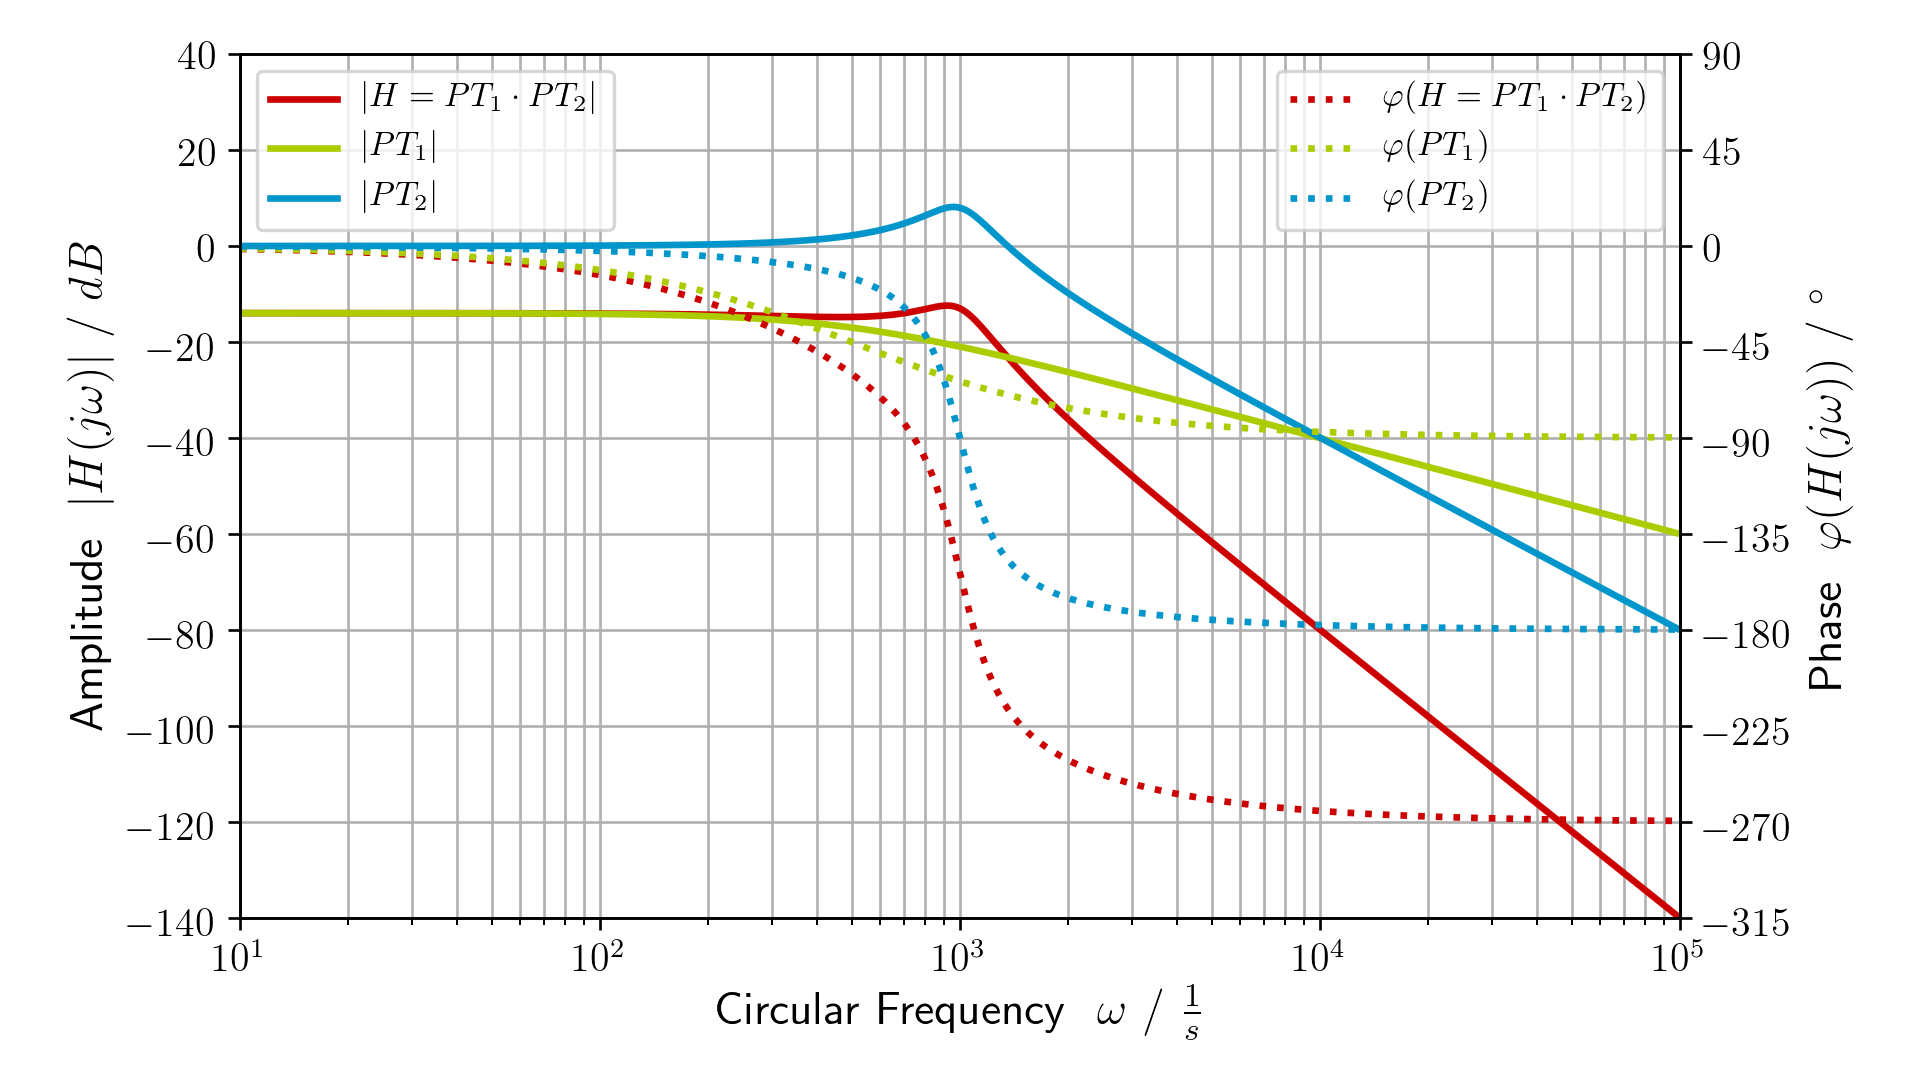 40
20
0
−20
−40
−60
−80
−100
−120
−140
Amplitude |H(jω)| / dB
|H = PT₁ · PT₂|
|PT₁|
|PT₂|
φ(H = PT₁ · PT₂)
φ(PT₁)
φ(PT₂)
90
45
0
−45
−90
−135
−180
−225
−270
−315
Phase φ(H(jω)) / °
10¹ 10² 10³ 10⁴ 10⁵
Circular Frequency ω / 1/s